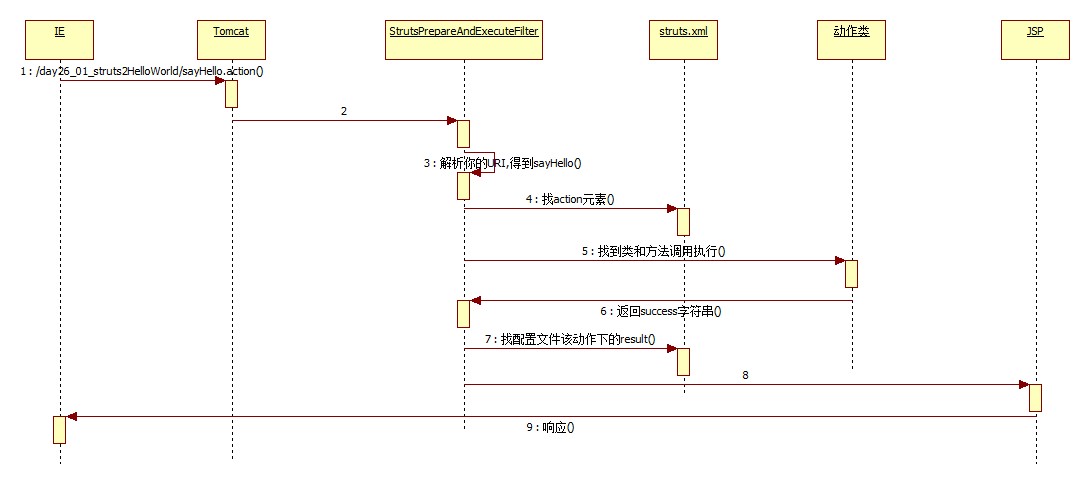 IE
Tomcat
StrutsPrepareAndExecuteFilter
struts.xml
动作类
JSP
1 : /day26_01_struts2HelloWorld/sayHello.action()
2
3 : 解析你的URI,得到sayHello()
4 : 找action元素()
5 : 找到类和方法调用执行()
6 : 返回success字符串()
7 : 找配置文件该动作下的result()
8
9 : 响应()